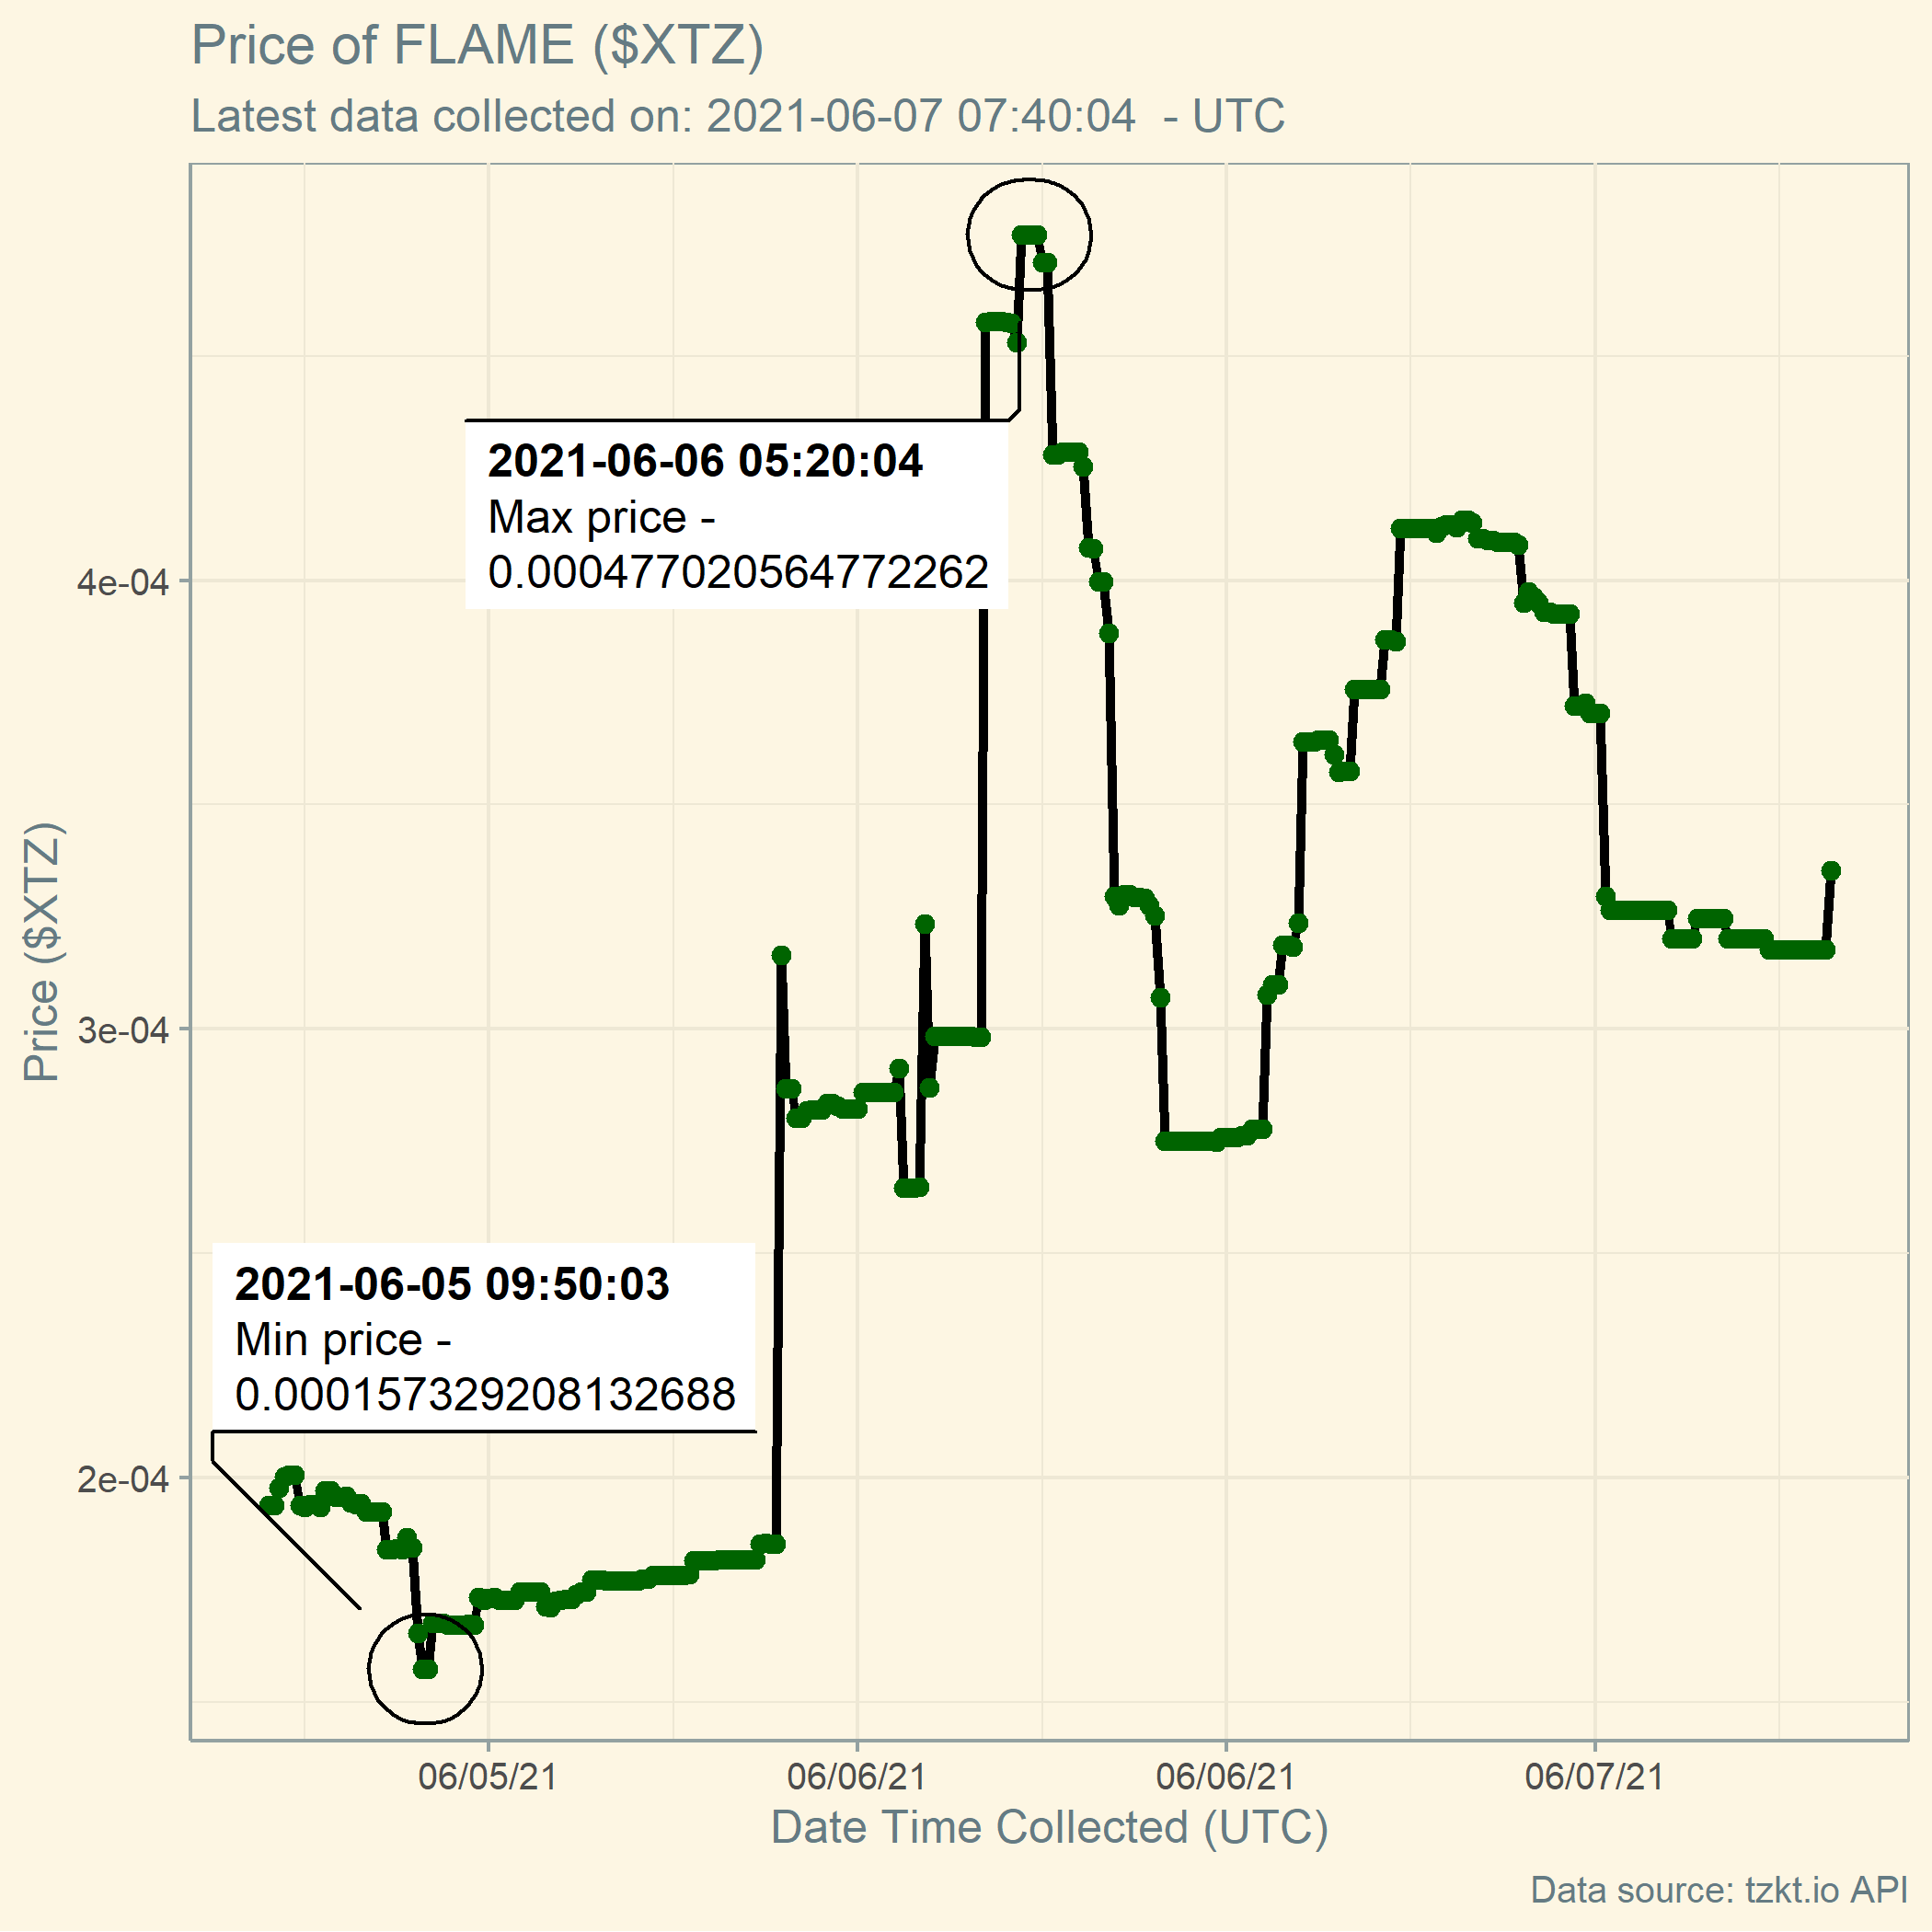 Price of FLAME ($XTZ)
Latest data collected on: 2021-06-07 07:40:04  - UTC
2021-06-06 05:20:04
Max price -
0.000477020564772262
4e-04
3e-04
2e-04
Price ($XTZ)
2021-06-05 09:50:03
Min price -
0.000157329208132688
06/05/21
06/06/21
06/06/21
06/07/21
Date Time Collected (UTC)
Data source: tzkt.io API